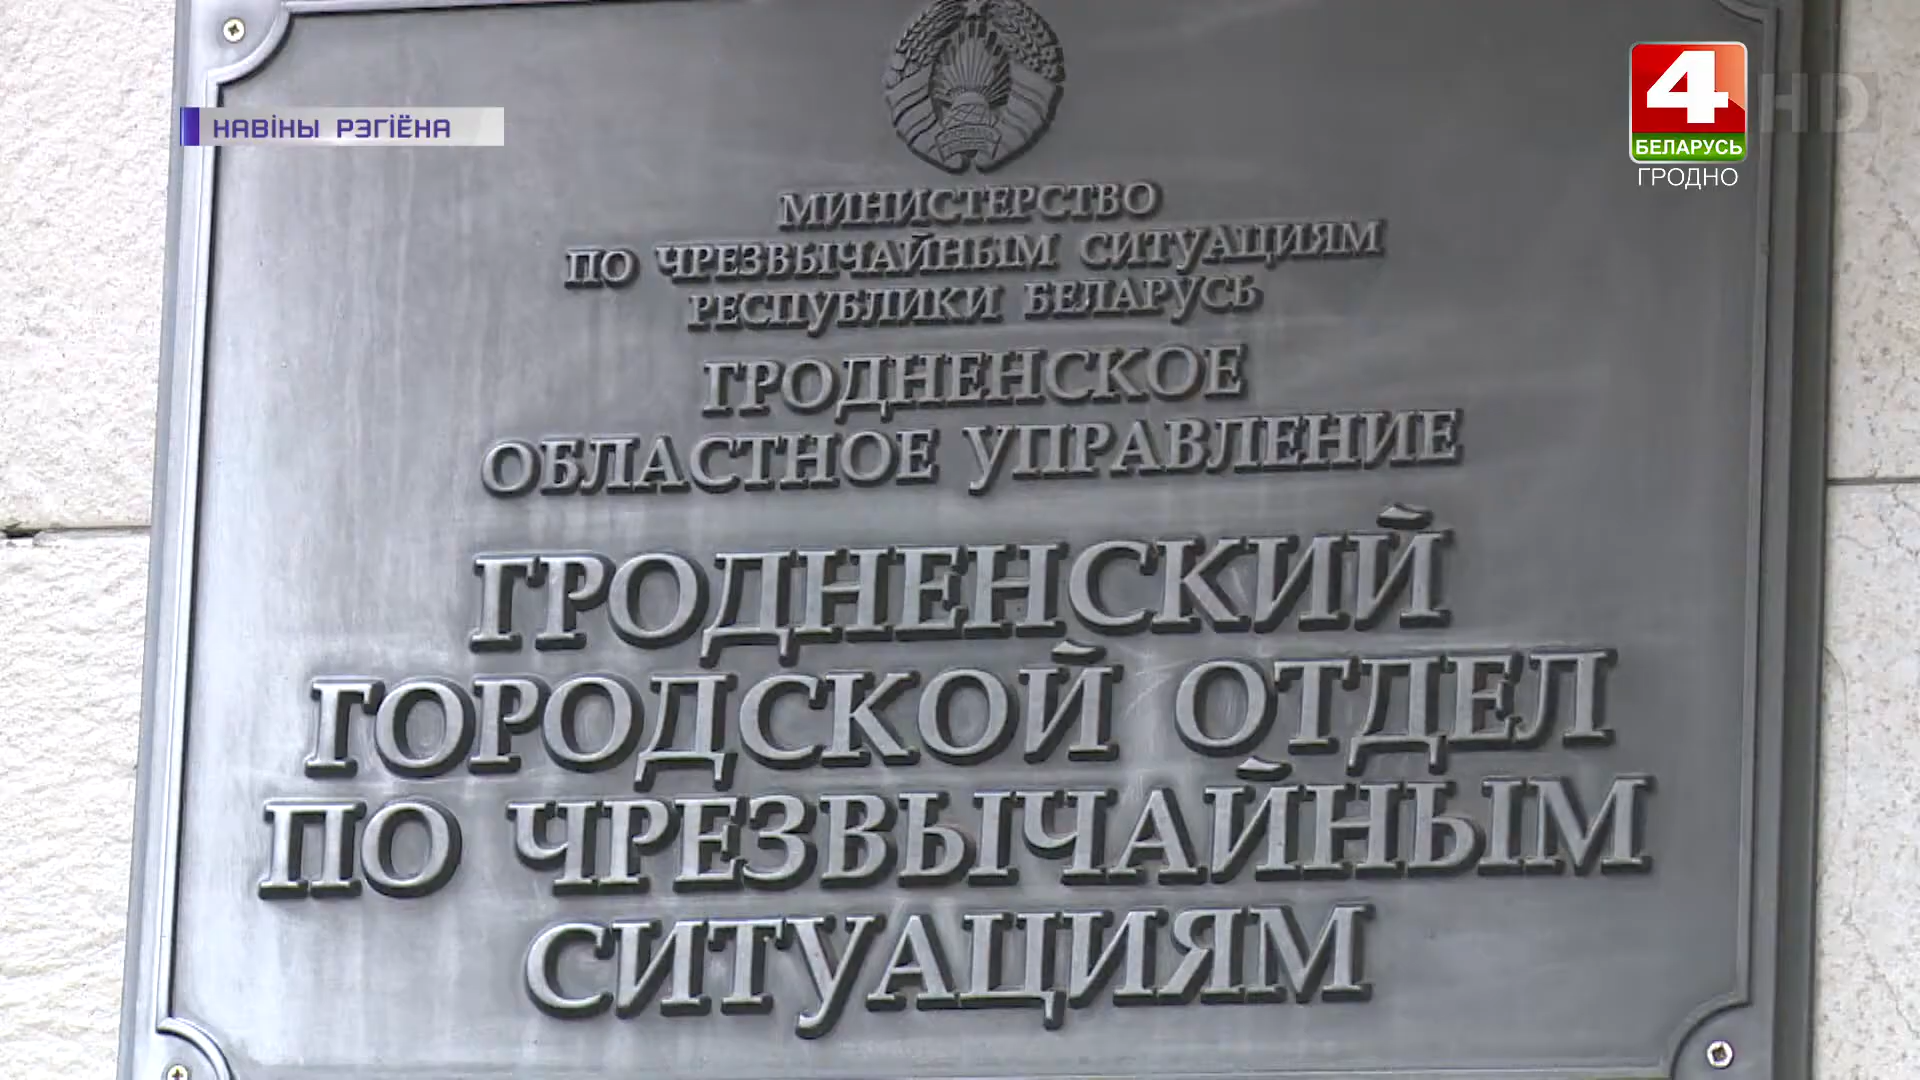 НАВІНЫ РЭГІЁНА
4 HD
БЕЛАРУСЬ
ГРОДНО
МИНИСТЕРСТВО
ПО ЧРЕЗВЫЧАЙНЫМ СИТУАЦИЯМ
РЕСПУБЛИКИ БЕЛАРУСЬ
ГРОДНЕНСКОЕ
ОБЛАСТНОЕ УПРАВЛЕНИЕ
ГРОДНЕНСКИЙ
ГОРОДСКОЙ ОТДЕЛ
ПО ЧРЕЗВЫЧАЙНЫМ
СИТУАЦИЯМ